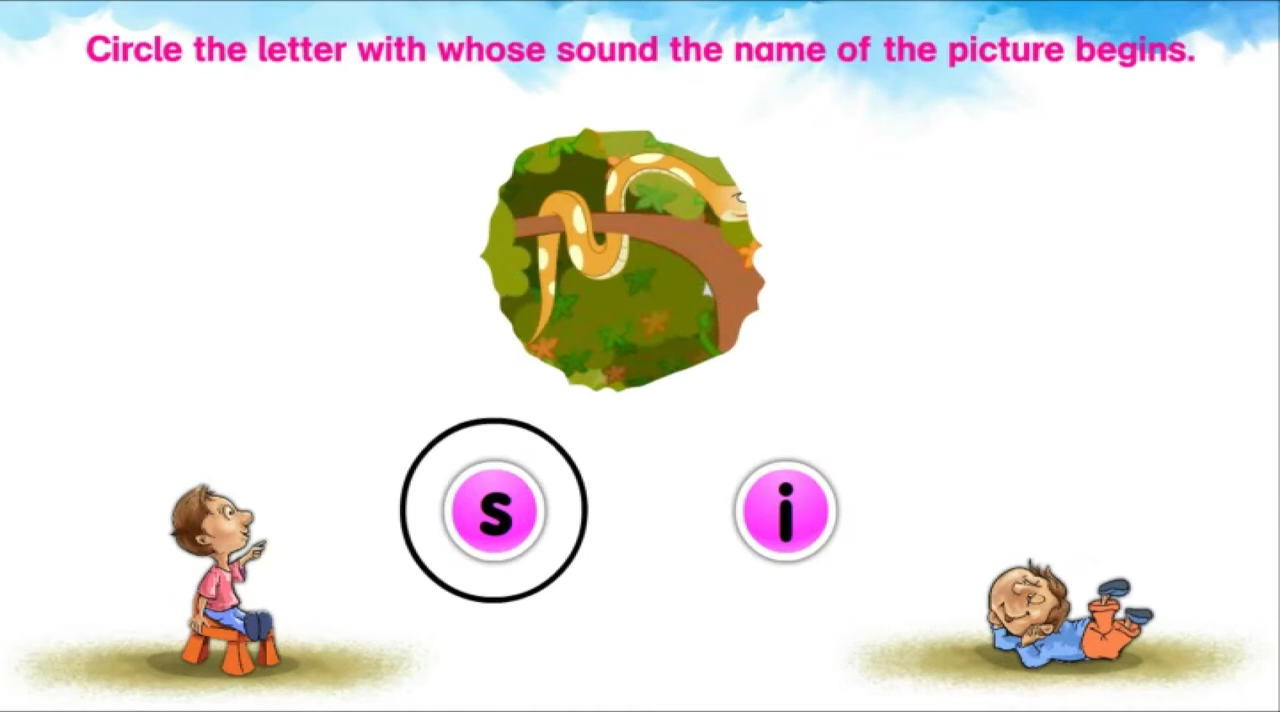 Circle the letter with whose sound the name of the picture begins.
s i